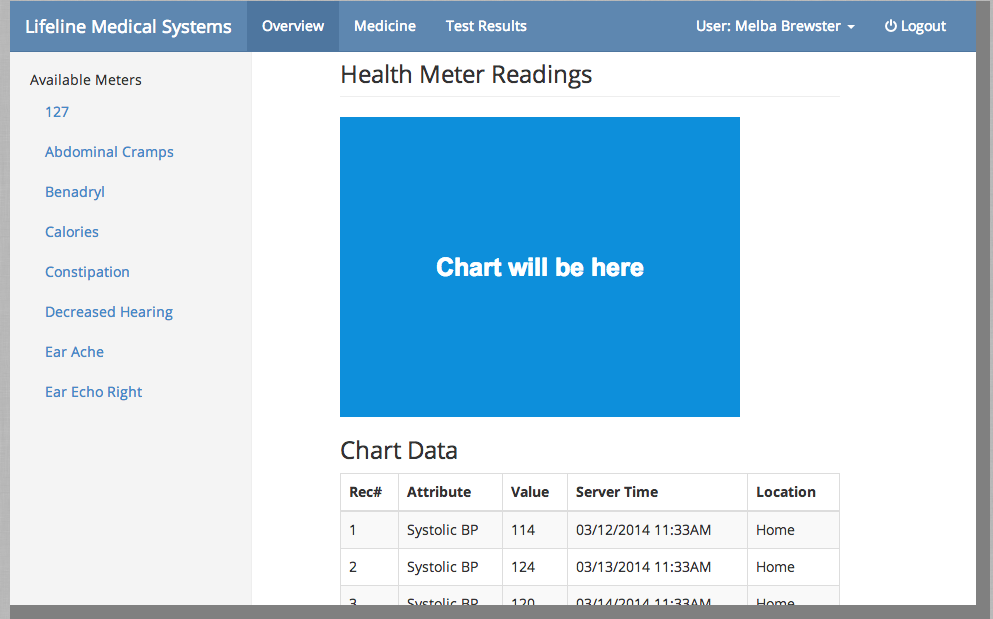 Lifeline Medical Systems Overview Medicine Test Results User: Melba Brewster Logout
Available Meters
127
Abdominal Cramps
Benadryl
Calories
Constipation
Decreased Hearing
Ear Ache
Ear Echo Right
Health Meter Readings
Chart will be here
Chart Data
Rec# Attribute Value Server Time Location
1 Systolic BP 114 03/12/2014 11:33AM Home
2 Systolic BP 124 03/13/2014 11:33AM Home
3 Systolic BP 120 03/14/2014 11:33AM Home